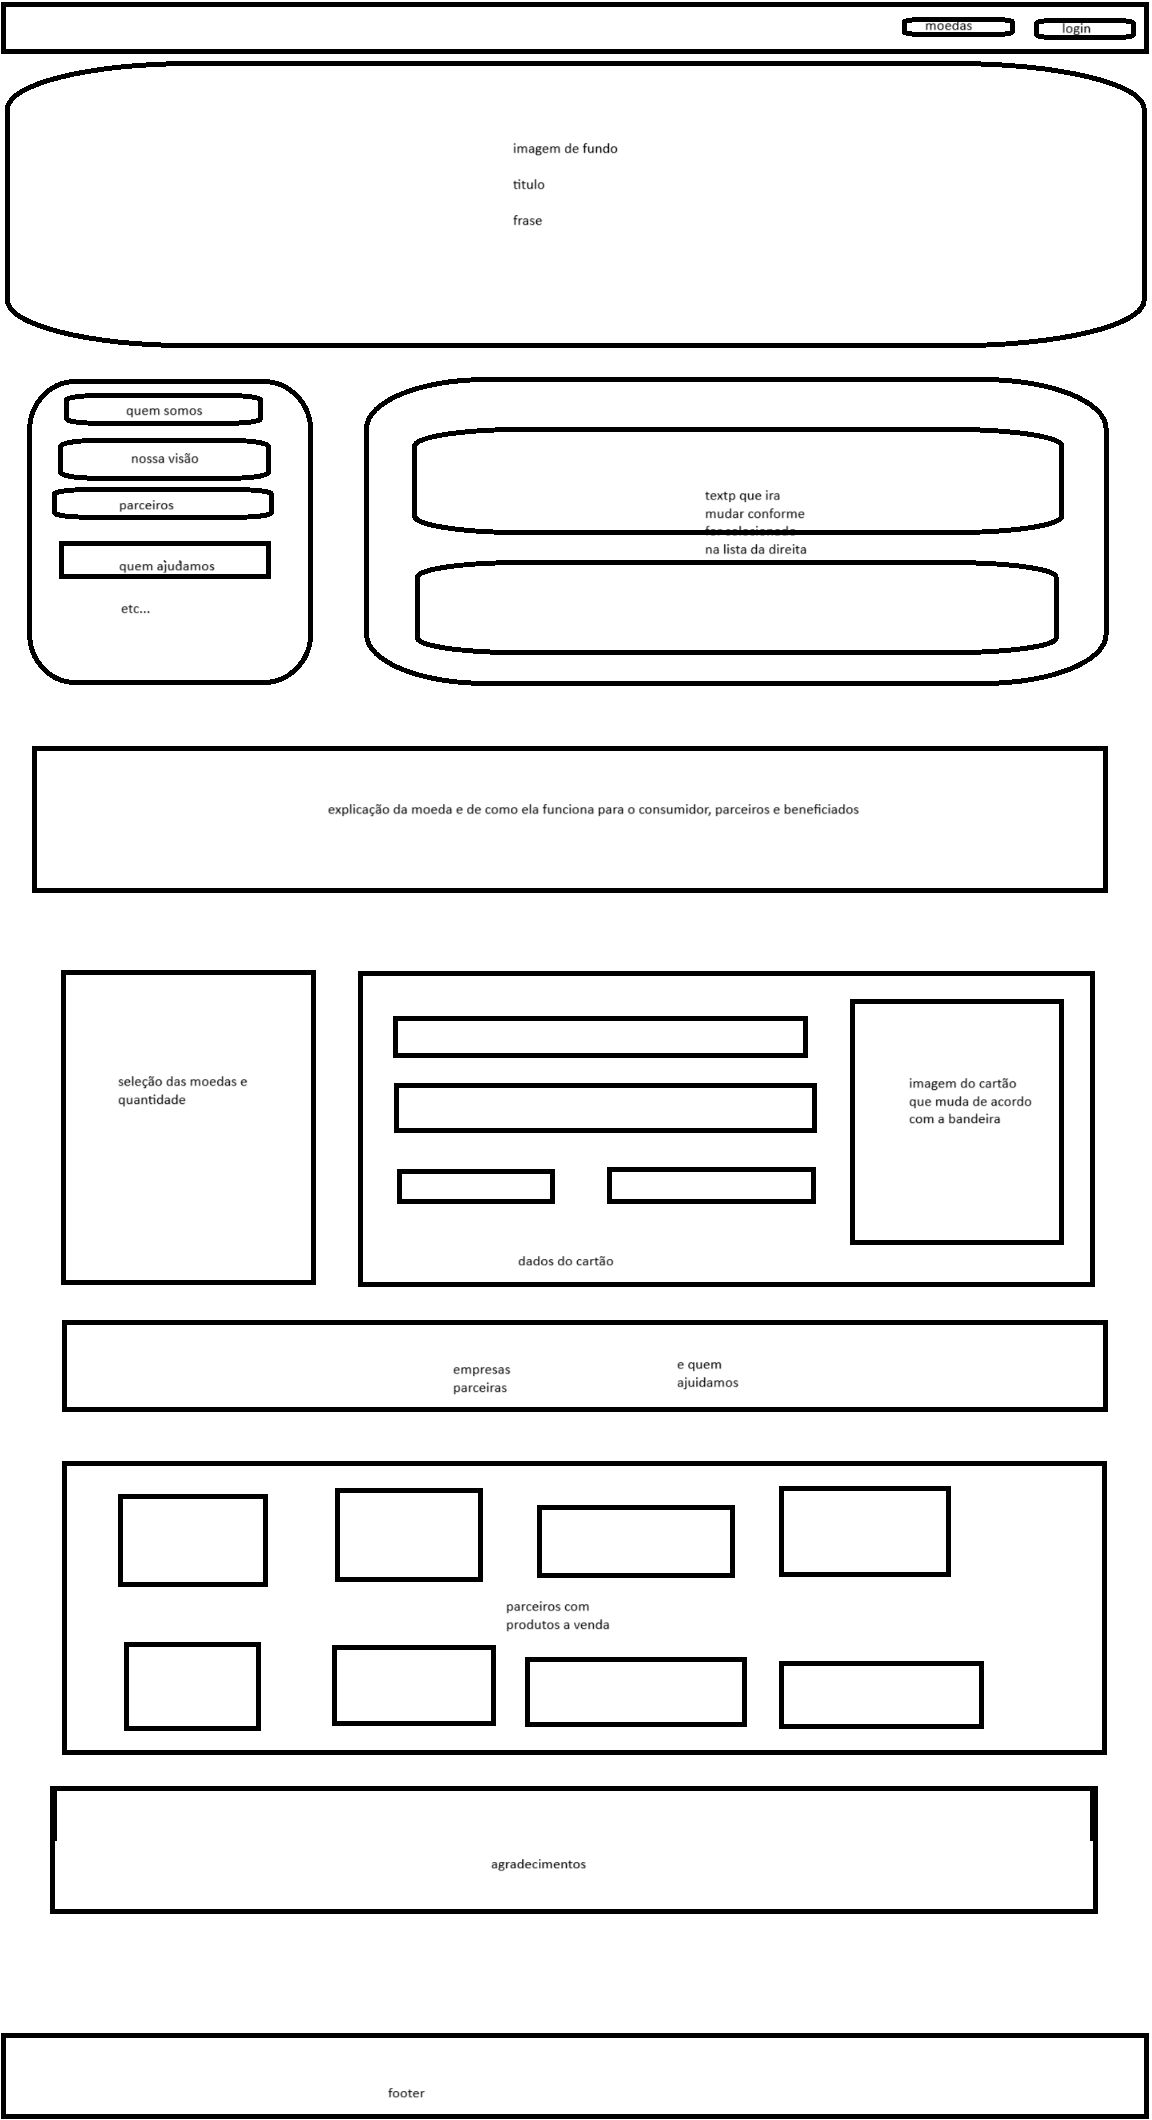 moedas
login
imagem de fundo
titulo
frase
quem somos
nossa visão
parceiros
quem ajudamos
etc...
textp que ira
mudar conforme
for selecionado
na lista da direita
explicação da moeda e de como ela funciona para o consumidor, parceiros e beneficiados
seleção das moedas e
quantidade
imagem do cartão
que muda de acordo
com a bandeira
dados do cartão
empresas
parceiras
e quem
ajuidamos
parceiros com
produtos a venda
agradecimentos
footer